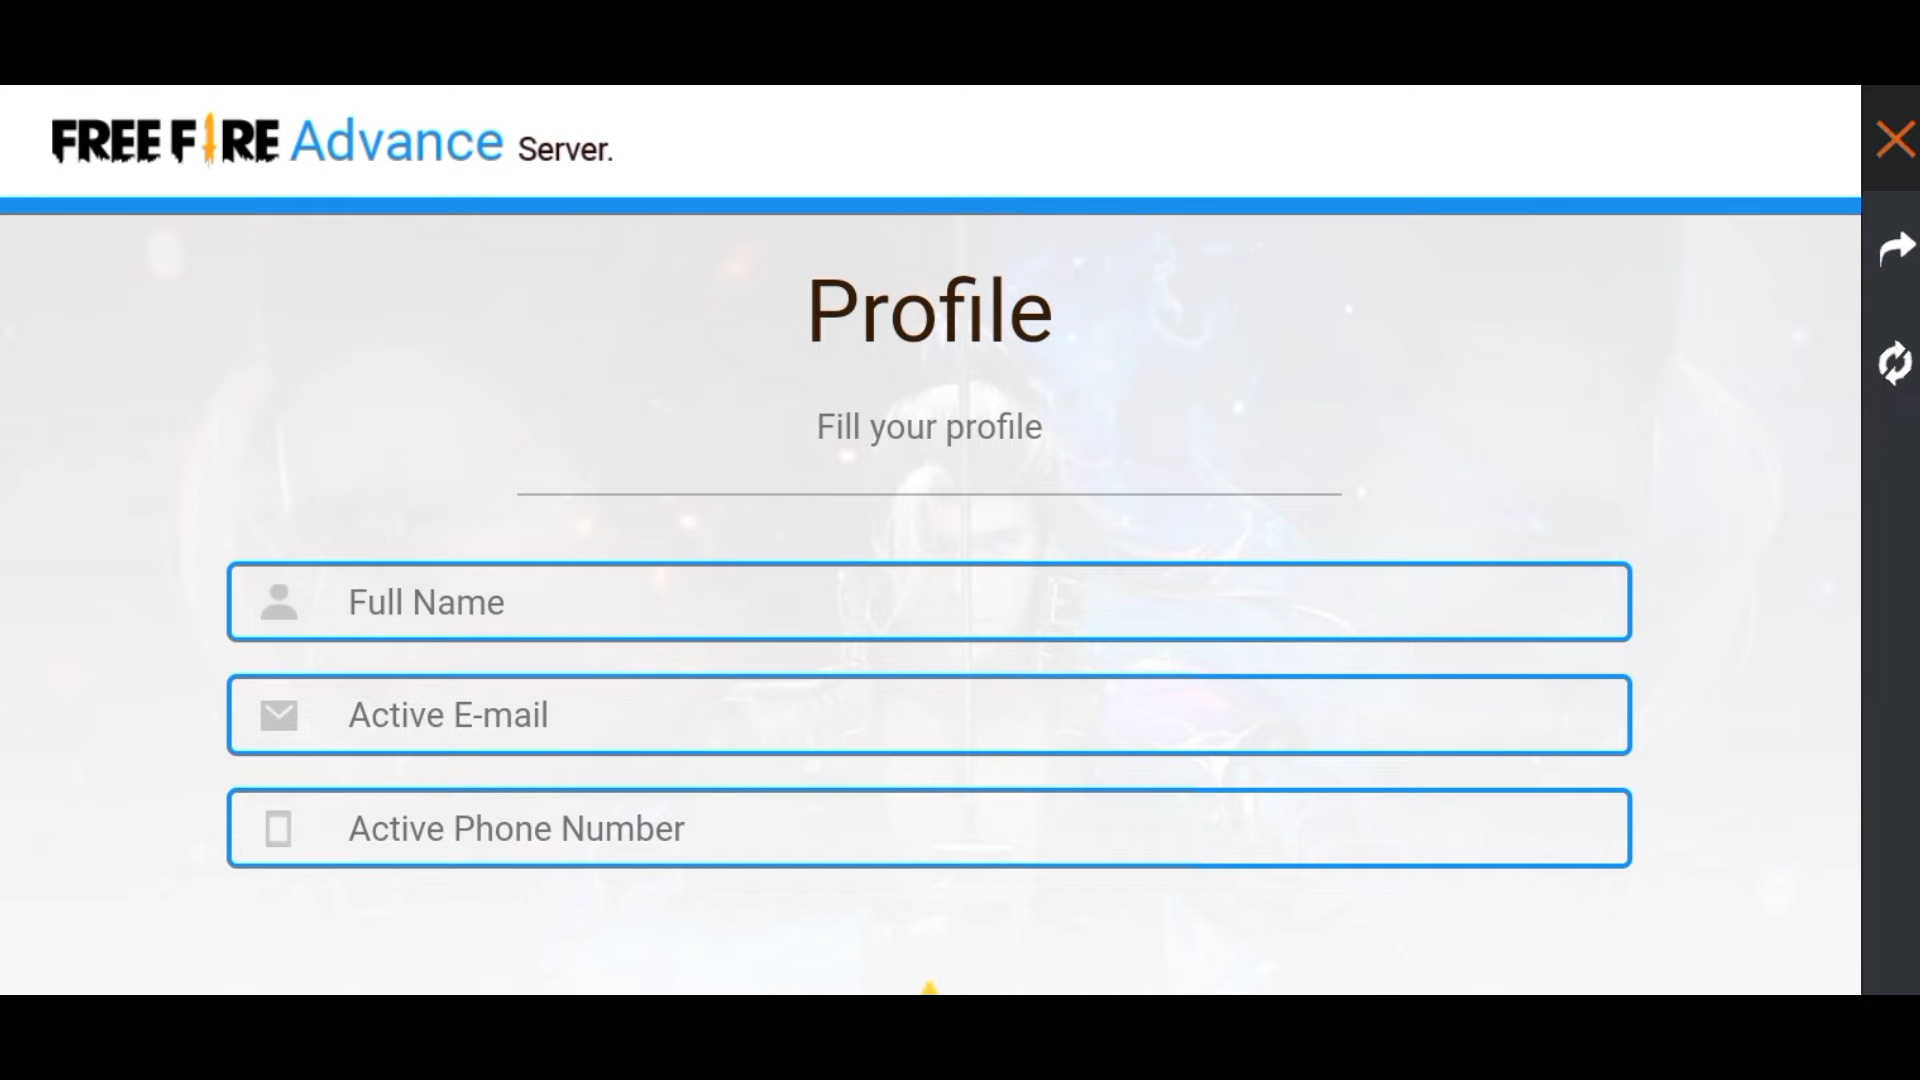 FREE FIRE Advance Server.
Profile
Fill your profile
Full Name
Active E-mail
Active Phone Number